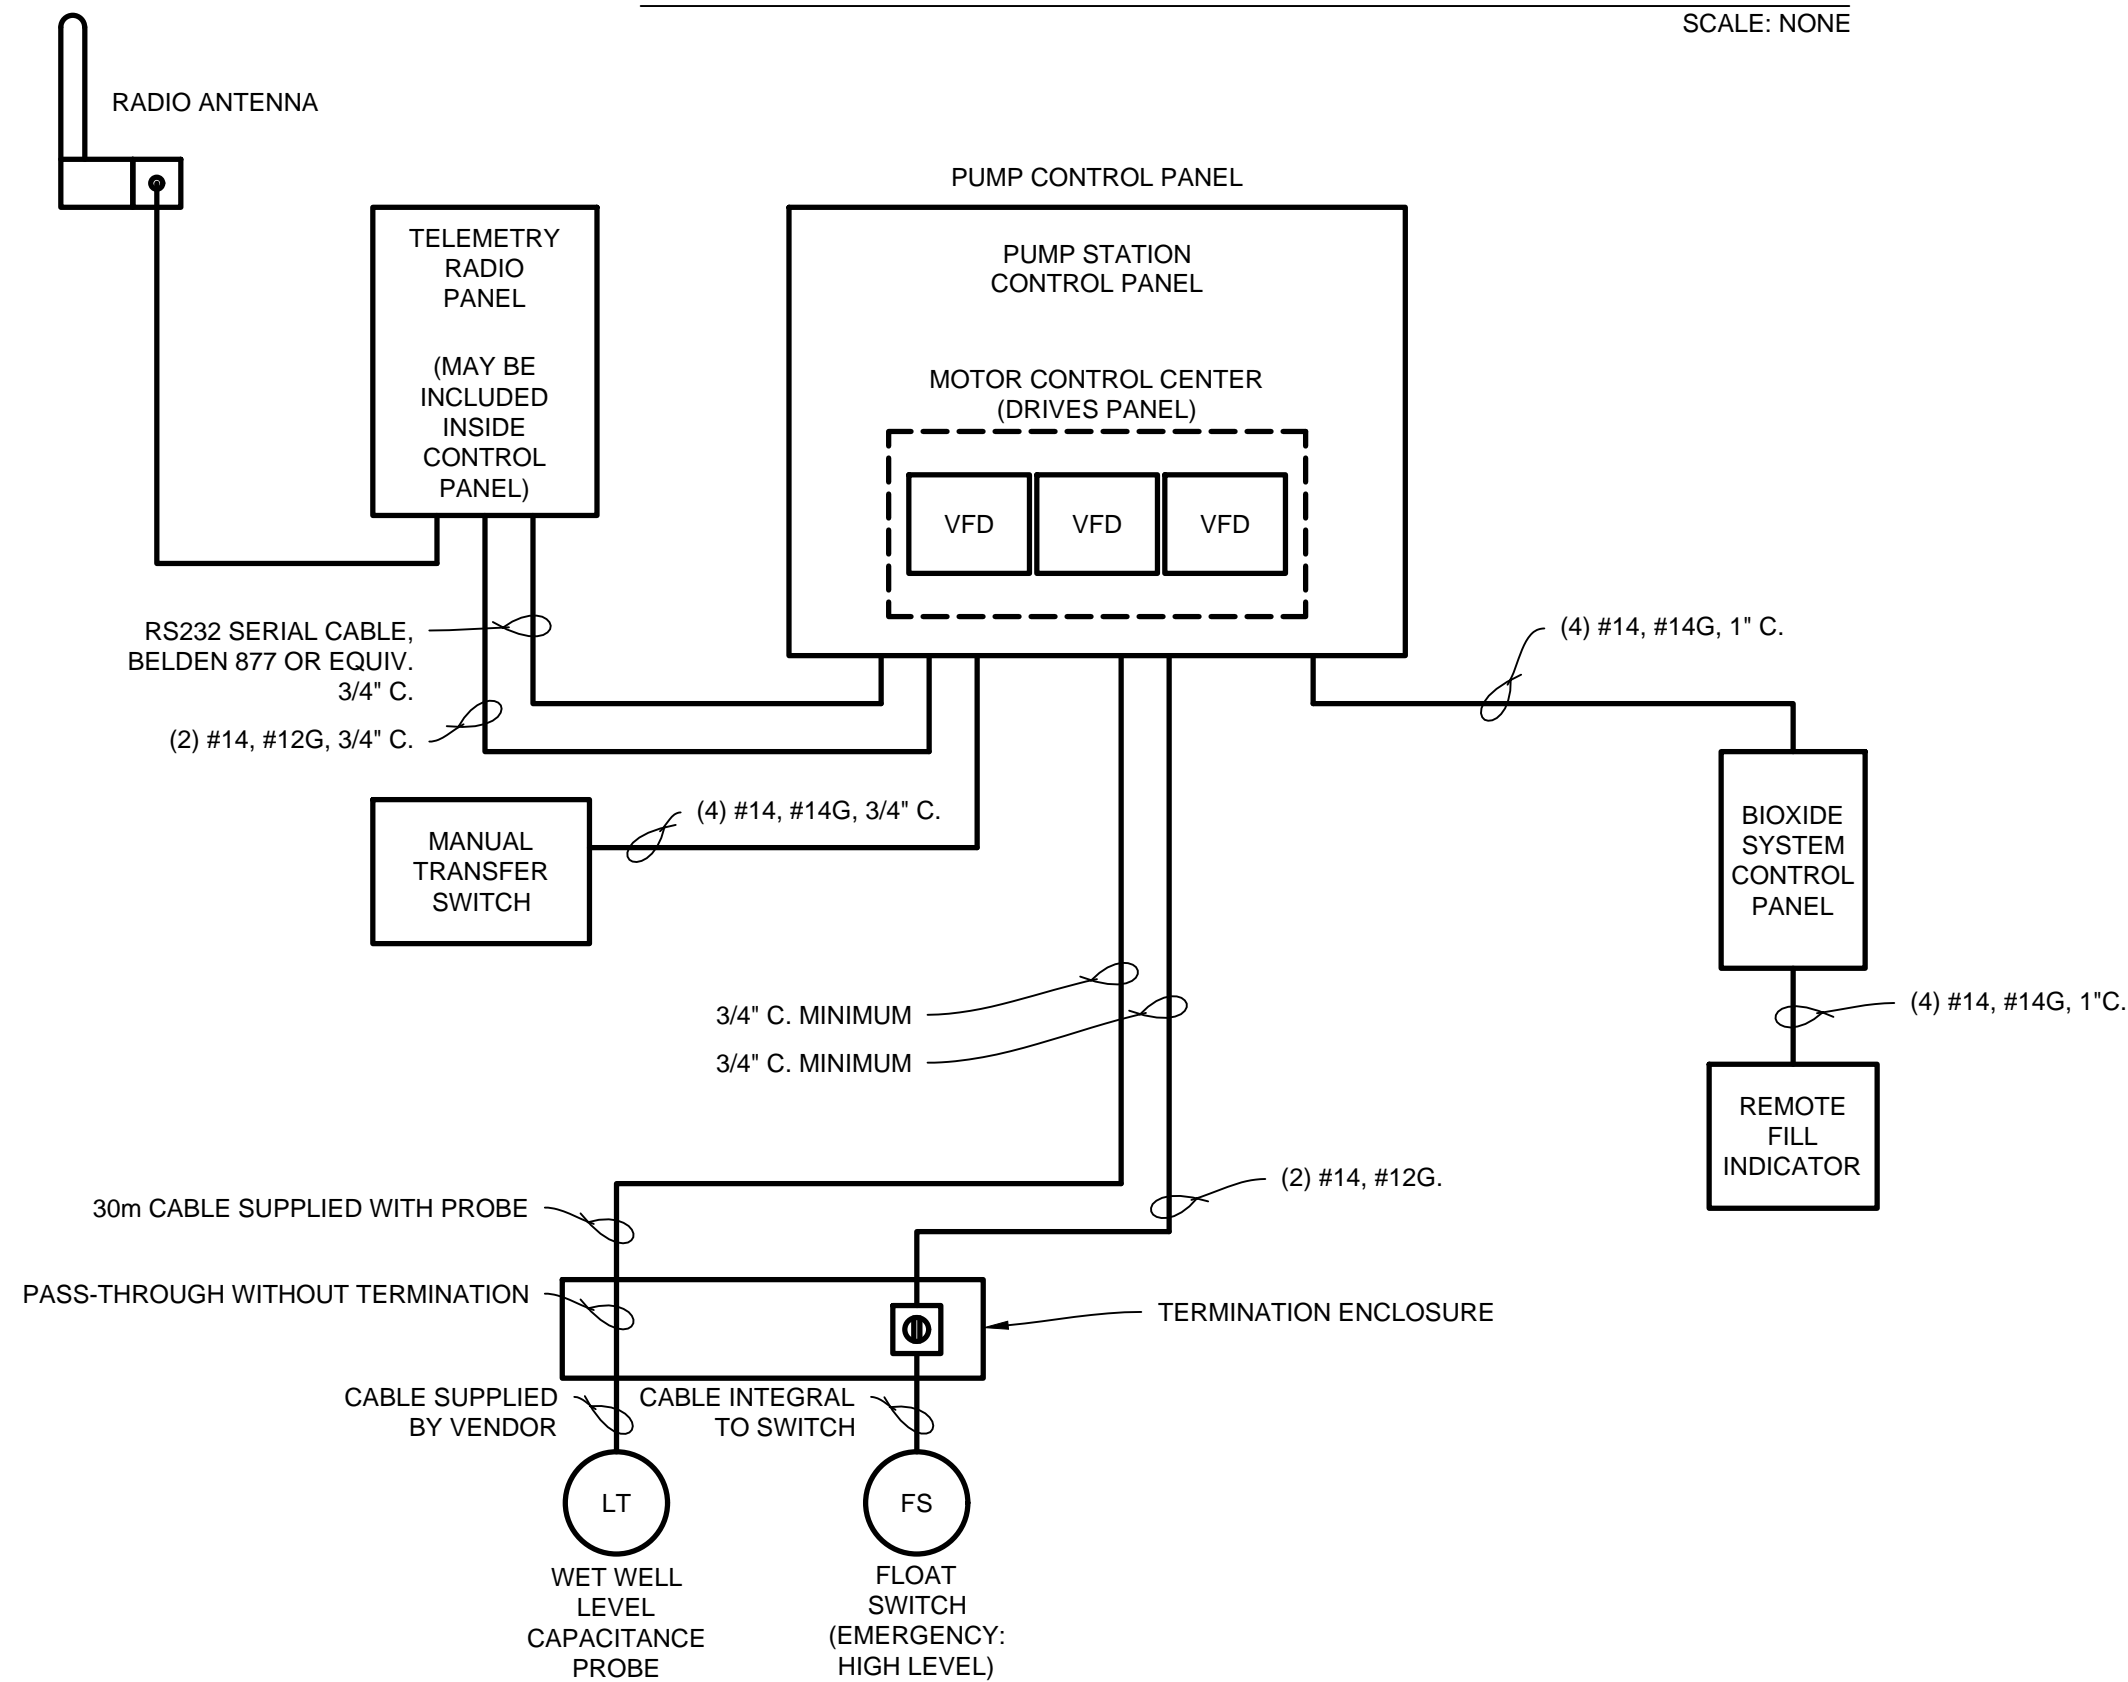 SCALE: NONE
RADIO ANTENNA
PUMP CONTROL PANEL
TELEMETRY
RADIO
PANEL
(MAY BE
INCLUDED
INSIDE
CONTROL
PANEL)
PUMP STATION
CONTROL PANEL
MOTOR CONTROL CENTER
(DRIVES PANEL)
VFD
VFD
VFD
RS232 SERIAL CABLE,
BELDEN 877 OR EQUIV.
3/4" C.
(2) #14, #12G, 3/4" C.
(4) #14, #14G, 1" C.
MANUAL
TRANSFER
SWITCH
(4) #14, #14G, 3/4" C.
BIOXIDE
SYSTEM
CONTROL
PANEL
3/4" C. MINIMUM
3/4" C. MINIMUM
(4) #14, #14G, 1"C.
REMOTE
FILL
INDICATOR
(2) #14, #12G.
30m CABLE SUPPLIED WITH PROBE
PASS-THROUGH WITHOUT TERMINATION
TERMINATION ENCLOSURE
CABLE SUPPLIED
BY VENDOR
CABLE INTEGRAL
TO SWITCH
LT
FS
WET WELL
LEVEL
CAPACITANCE
PROBE
FLOAT
SWITCH
(EMERGENCY:
HIGH LEVEL)